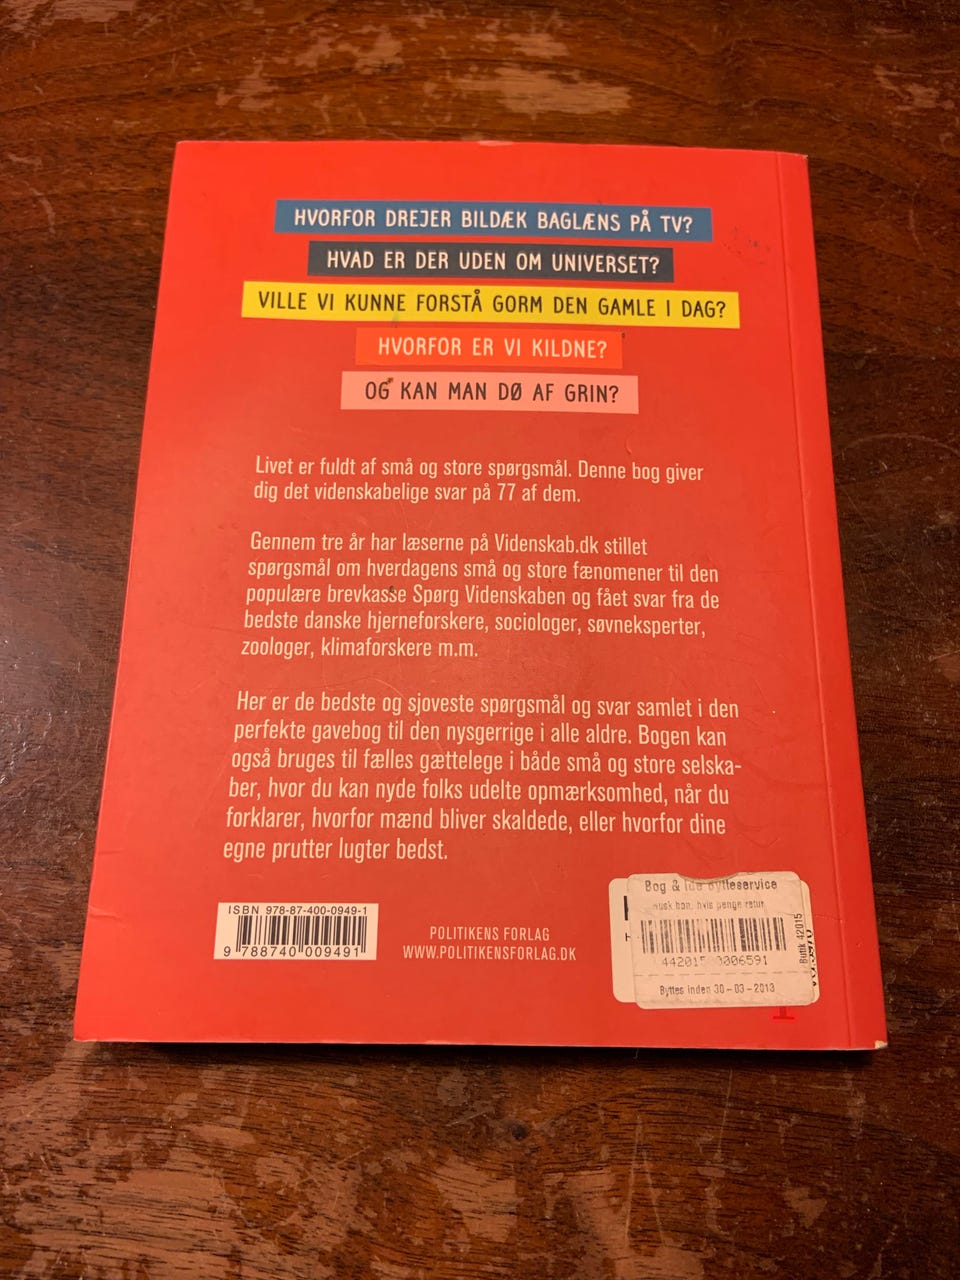 HVORFOR DREJER BILDÆK BAGLÆNS PÅ TV?
HVAD ER DER UDEN OM UNIVERSET?
VILLE VI KUNNE FORSTÅ GORM DEN GAMLE I DAG?
HVORFOR ER VI KILDNE?
OG KAN MAN DØ AF GRIN?
Livet er fuldt af små og store spørgsmål. Denne bog giver
dig det videnskabelige svar på 77 af dem.
Gennem tre år har læserne på Videnskab.dk stillet
spørgsmål om hverdagens små og store fænomener til den
populære brevkasse Spørg Videnskaben og fået svar fra de
bedste danske hjerneforskere, sociologer, søvneksperter,
zoologer, klimaforskere m.m.
Her er de bedste og sjoveste spørgsmål og svar samlet i den
perfekte gavebog til den nysgerrige i alle aldre. Bogen kan
også bruges til fælles gættelege i både små og store selska-
ber, hvor du kan nyde folks udelte opmærksomhed, når du
forklarer, hvorfor mænd bliver skaldede, eller hvorfor dine
egne prutter lugter bedst.
ISBN 978-87-400-0949-1
9 788740 009491
POLITIKENS FORLAG
WWW.POLITIKENSFORLAG.DK
Bog & Ide Bytteservice
Husk bon, hvis penge retur
Butik 42015
Byttes inden 30-03-2013